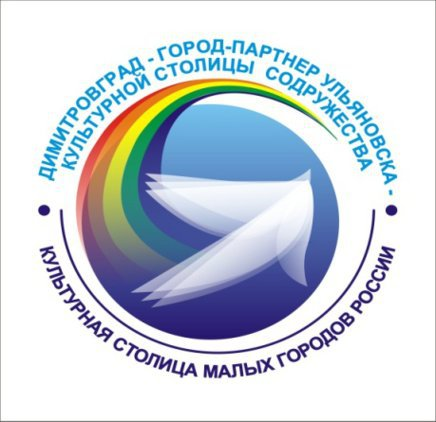 ДИМИТРОВГРАД - ГОРОД-ПАРТНЕР УЛЬЯНОВСКА -
КУЛЬТУРНОЙ СТОЛИЦЫ СОДРУЖЕСТВА
КУЛЬТУРНАЯ СТОЛИЦА МАЛЫХ ГОРОДОВ РОССИИ